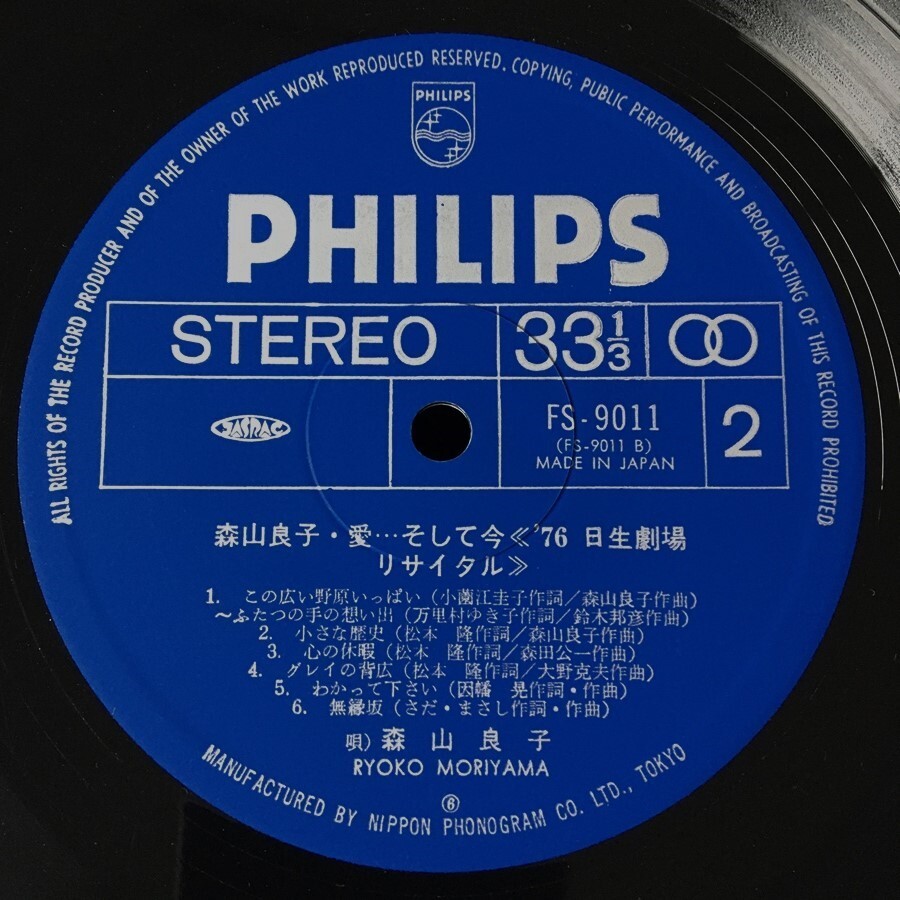 ALL RIGHTS OF THE RECORD PRODUCER AND OF THE OWNER OF THE WORK REPRODUCED RESERVED. COPYING, PUBLIC PERFORMANCE AND BROADCASTING OF THIS RECORD PROHIBITED
PHILIPS
PHILIPS
STEREO
33 1/3
JASRAC
FS-9011
(FS-9011 B)
MADE IN JAPAN
2
森山良子・愛…そして今≪'76 日生劇場
リサイタル≫
1. この広い野原いっぱい (小薗江圭子作詞／森山良子作曲)
〜ふたつの手の想い出 (万里村ゆき子作詞／鈴木邦彦作曲)
2. 小さな歴史 (松本 隆作詞／森山良子作曲)
3. 心の休暇 (松本 隆作詞／森田公一作曲)
4. グレイの背広 (松本 隆作詞／大野克夫作曲)
5. わかって下さい (因幡 晃作詞・作曲)
6. 無縁坂 (さだ・まさし作詞・作曲)
唄) 森山良子
RYOKO MORIYAMA
⑥
MANUFACTURED BY NIPPON PHONOGRAM CO. LTD., TOKYO